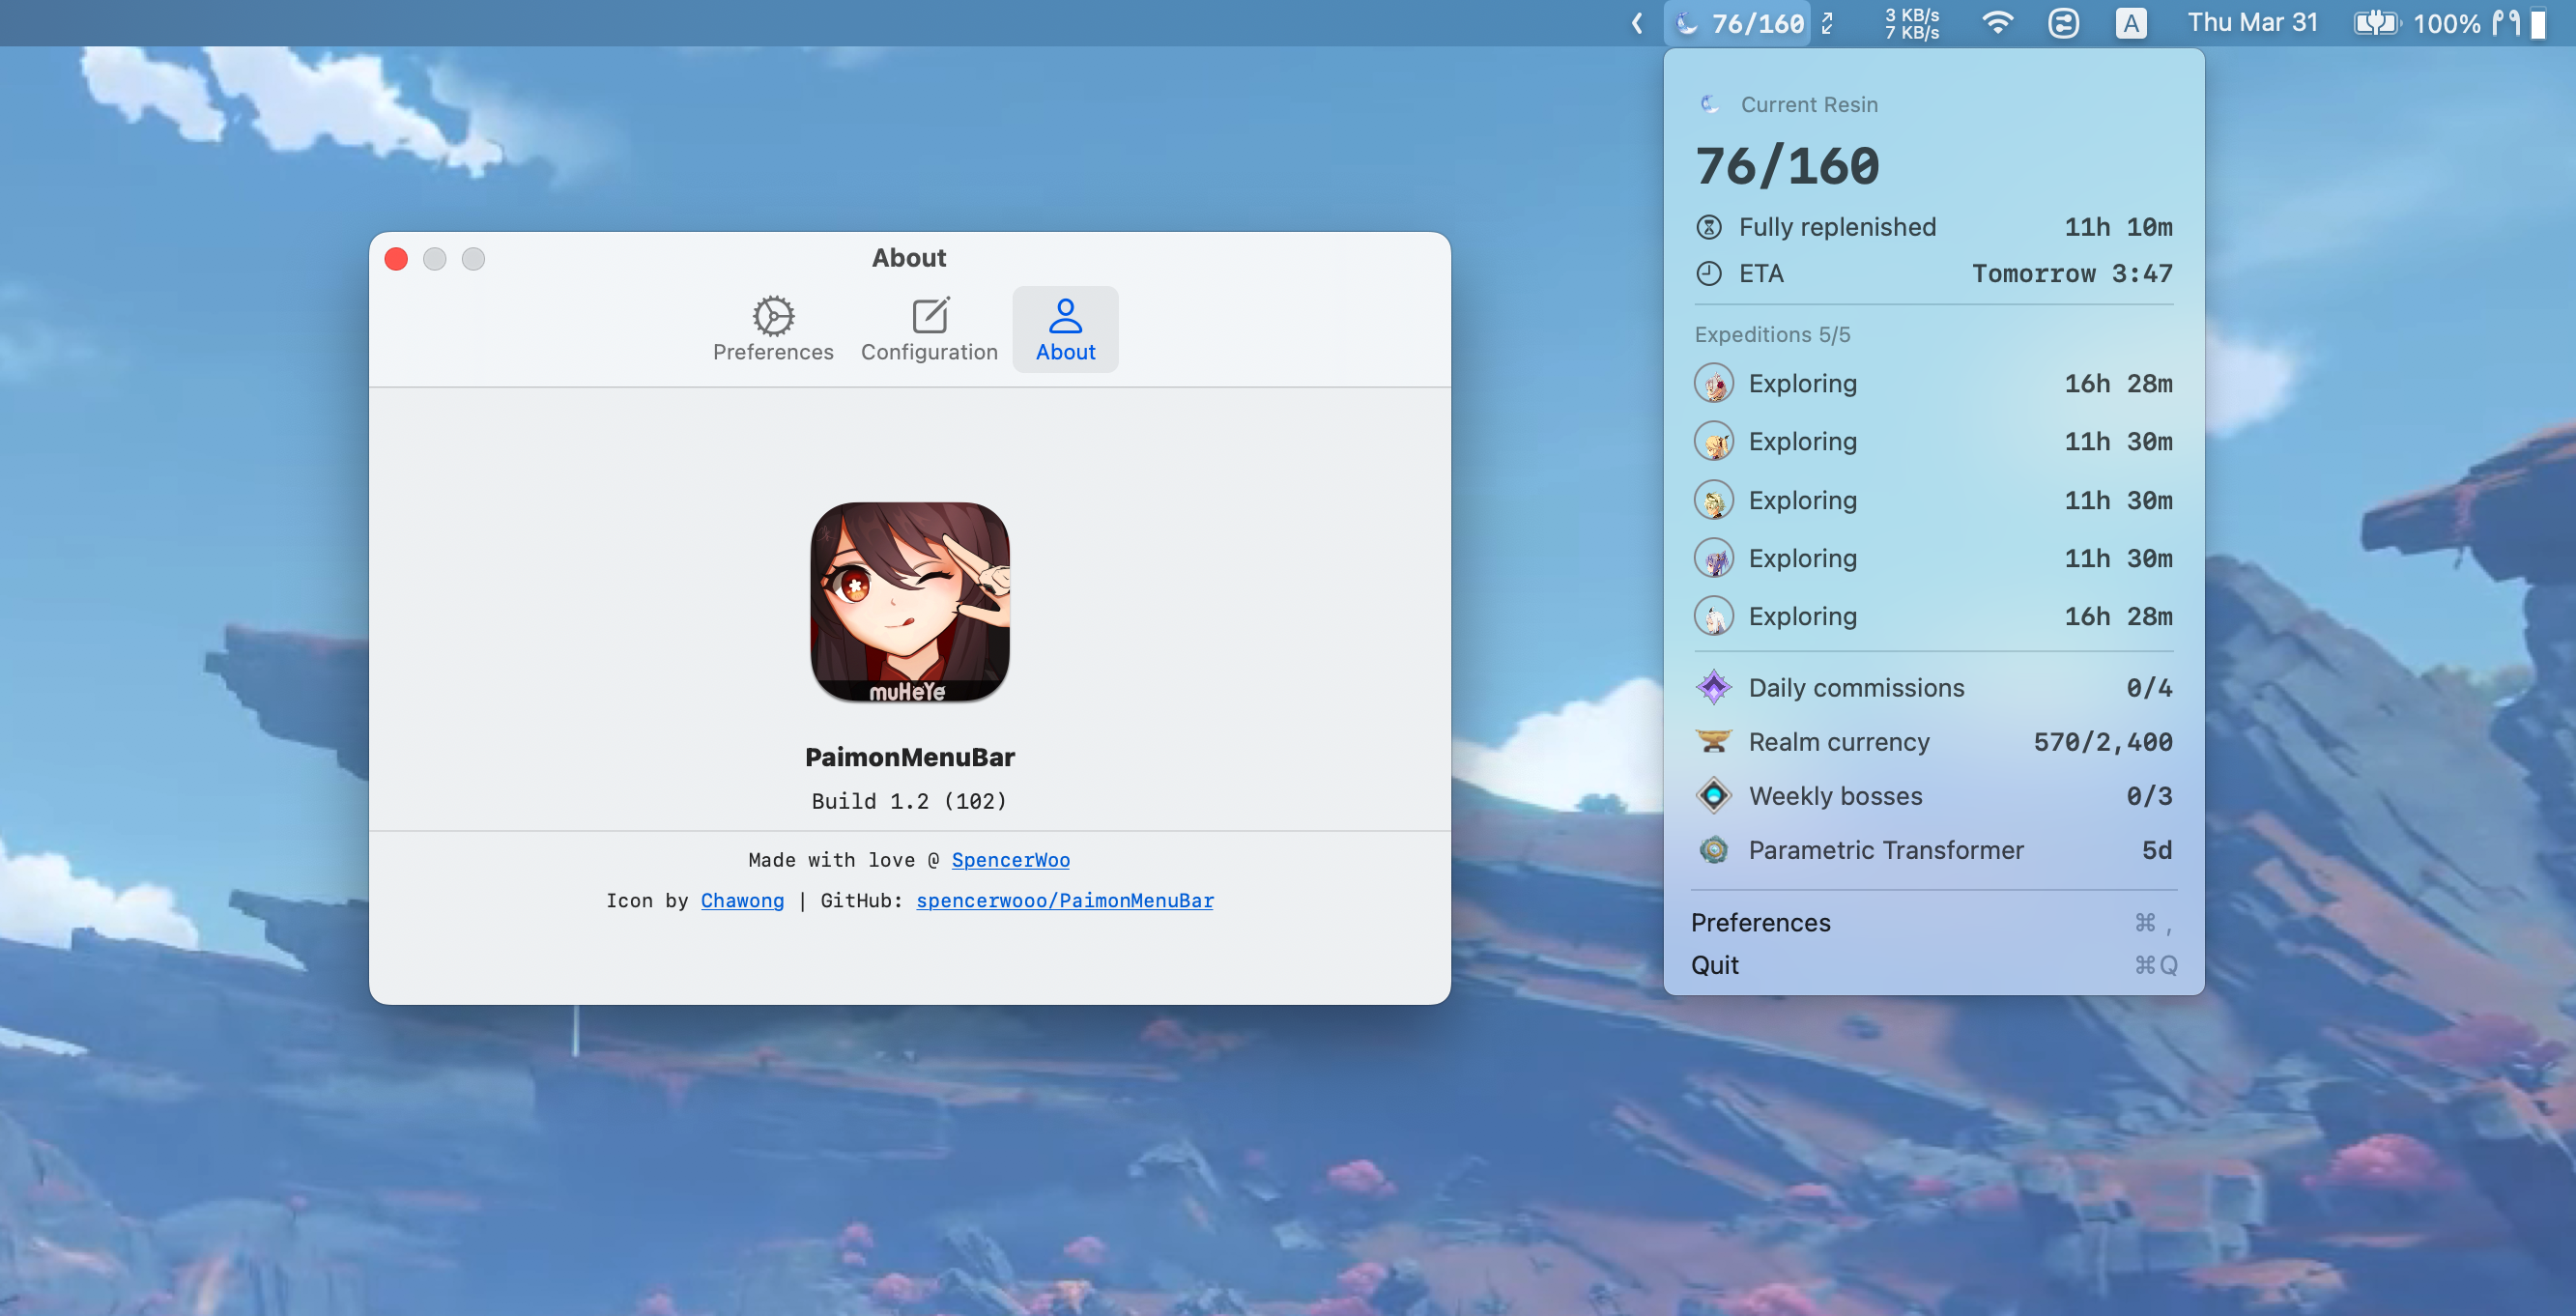 76/160
3 KB/s
7 KB/s
A
Thu Mar 31
100%
Current Resin
76/160
Fully replenished 11h 10m
ETA Tomorrow 3:47
Expeditions 5/5
Exploring 16h 28m
Exploring 11h 30m
Exploring 11h 30m
Exploring 11h 30m
Exploring 16h 28m
Daily commissions 0/4
Realm currency 570/2,400
Weekly bosses 0/3
Parametric Transformer 5d
Preferences ⌘ ,
Quit ⌘Q
About
Preferences Configuration About
muHeYe
PaimonMenuBar
Build 1.2 (102)
Made with love @ SpencerWoo
Icon by Chawong | GitHub: spencerwooo/PaimonMenuBar